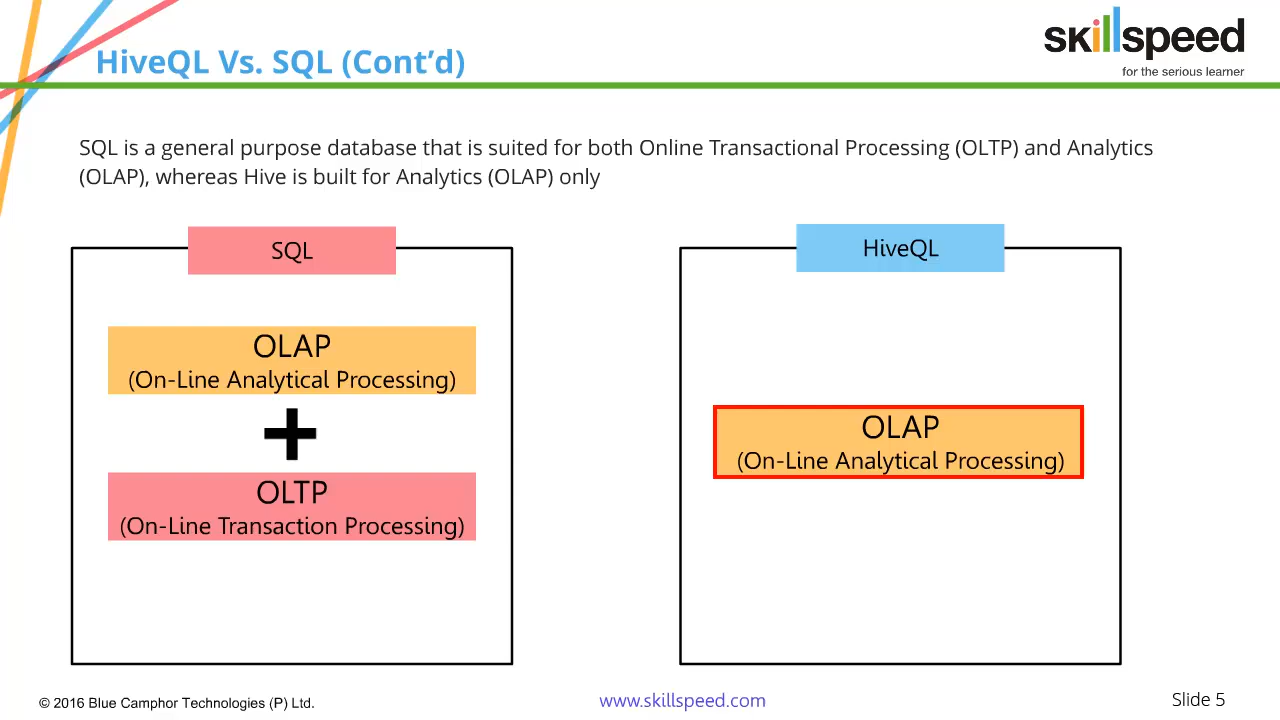 HiveQL Vs. SQL (Cont’d)
skillspeed
for the serious learner
SQL is a general purpose database that is suited for both Online Transactional Processing (OLTP) and Analytics
(OLAP), whereas Hive is built for Analytics (OLAP) only
SQL
OLAP
(On-Line Analytical Processing)
+
OLTP
(On-Line Transaction Processing)
HiveQL
OLAP
(On-Line Analytical Processing)
© 2016 Blue Camphor Technologies (P) Ltd.
www.skillspeed.com
Slide 5